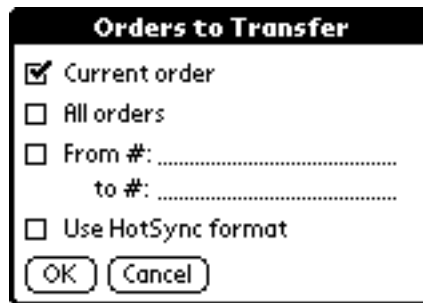 Orders to Transfer
Current order
All orders
From #:
to #:
Use HotSync format
OK Cancel